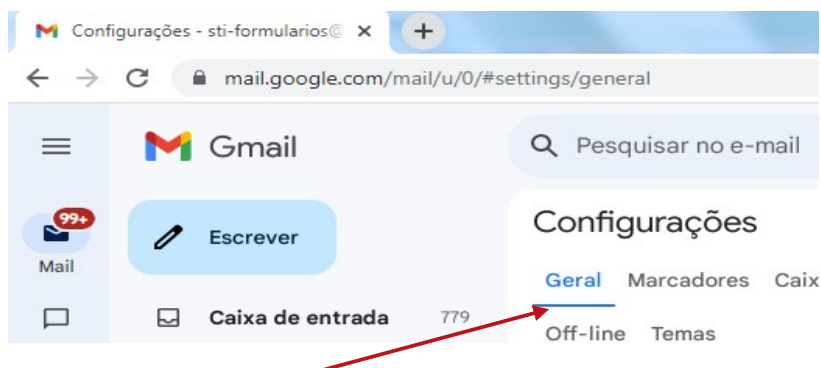 Configurações - sti-formularios@
mail.google.com/mail/u/0/#settings/general
Gmail
Pesquisar no e-mail
99+
Mail
Escrever
Caixa de entrada 779
Configurações
Geral Marcadores Caix
Off-line Temas